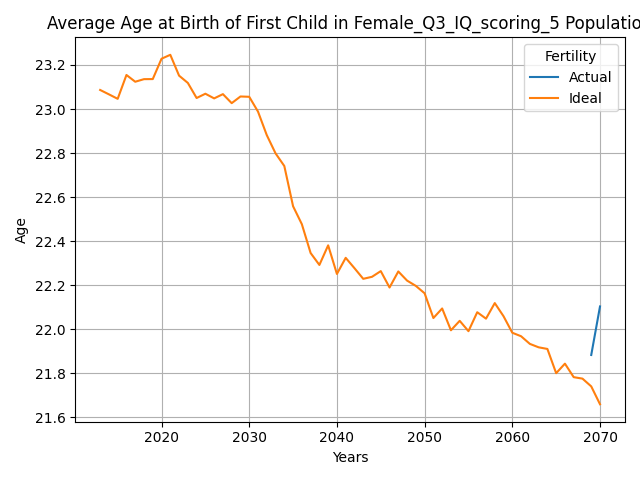 Average Age at Birth of First Child in Female_Q3_IQ_scoring_5 Populatio
Fertility
Actual
Ideal
23.2
23.0
22.8
22.6
22.4
22.2
22.0
21.8
21.6
Age
2020 2030 2040 2050 2060 2070
Years